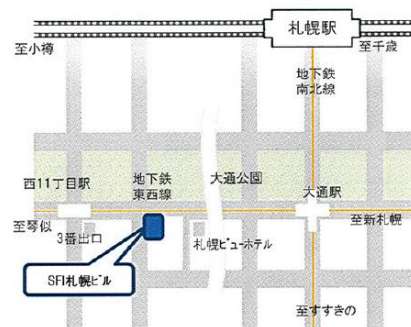 札幌駅
至小樽
至千歳
地下鉄
南北線
西11丁目駅
地下鉄
東西線
大通公園
大通駅
至琴似
3番出口
至新札幌
札幌ビューホテル
SFI札幌ビル
至すすきの